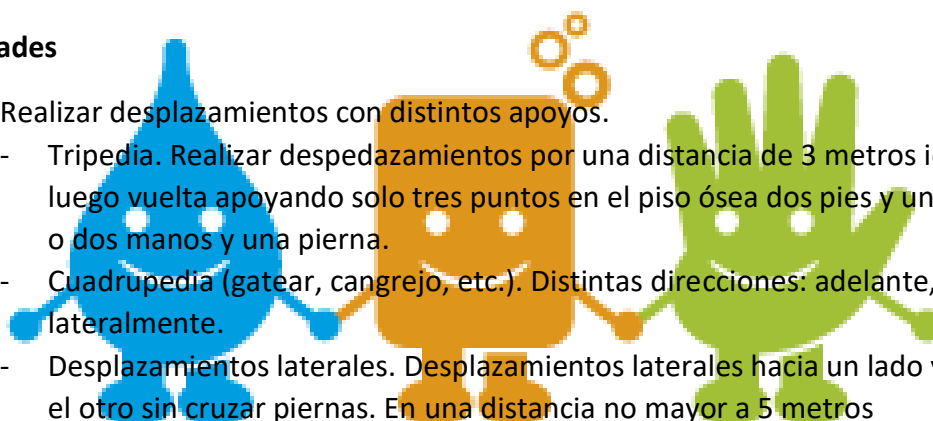 ades
Realizar desplazamientos con distintos apoyos.
- Tripedia. Realizar despedazamientos por una distancia de 3 metros
luego vuelta apoyando solo tres puntos en el piso ósea dos pies y
o dos manos y una pierna.
- Cuadrupedia (gatear, cangrejo, etc.). Distintas direcciones: adelante,
lateralmente.
- Desplazamientos laterales. Desplazamientos laterales hacia un lado
el otro sin cruzar piernas. En una distancia no mayor a 5 metros